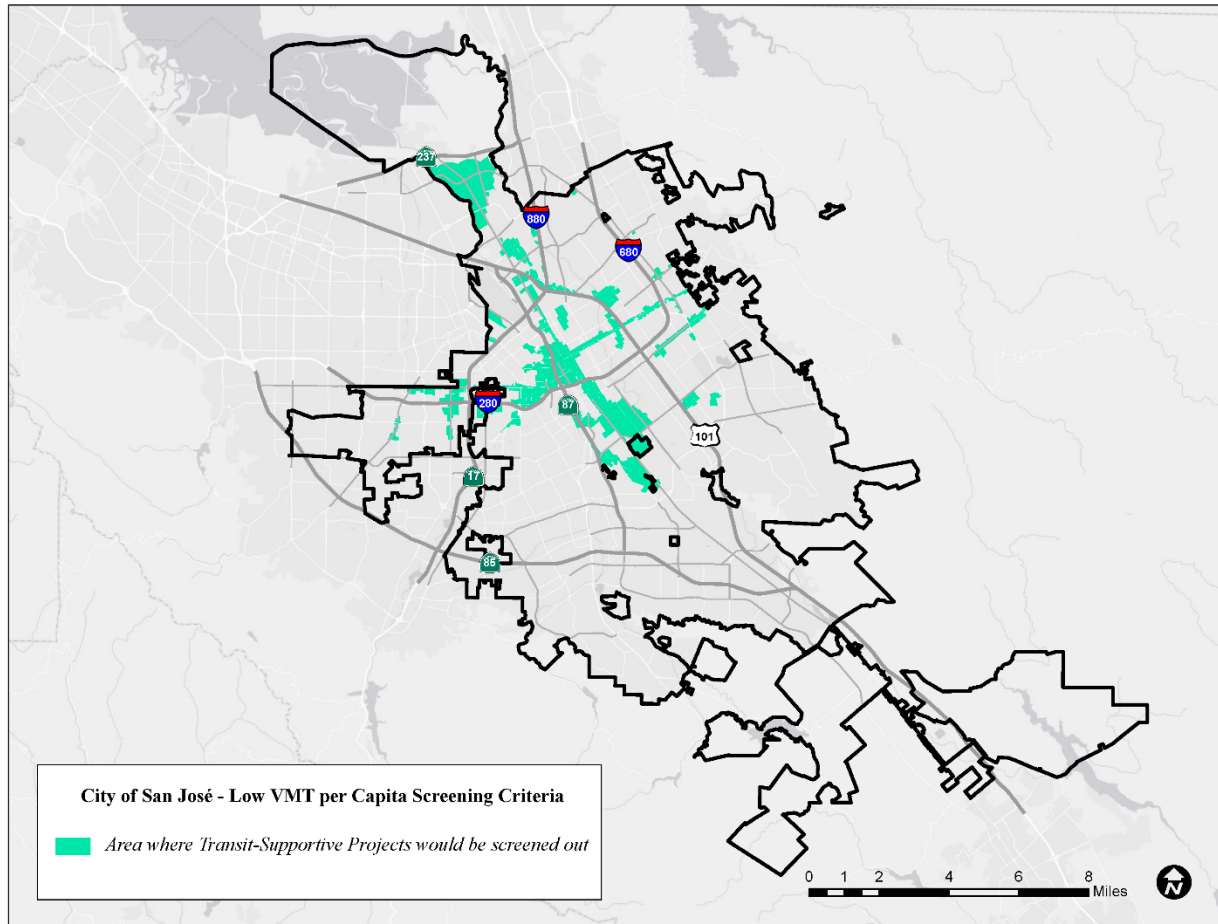 237
880
680
280
87
101
17
85
City of San José - Low VMT per Capita Screening Criteria
Area where Transit-Supportive Projects would be screened out
0 1 2 4 6 8
Miles
N